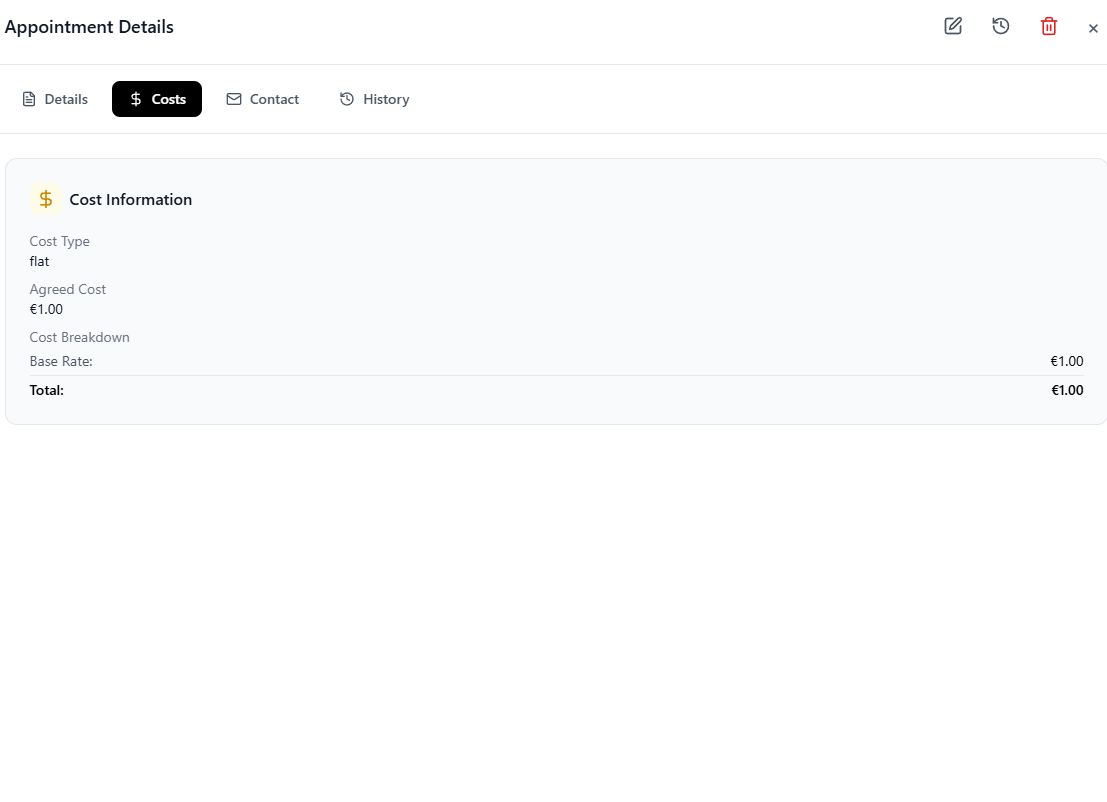 Appointment Details
Details
Costs
Contact
History
Cost Information
Cost Type
flat
Agreed Cost
€1.00
Cost Breakdown
Base Rate: €1.00
Total: €1.00